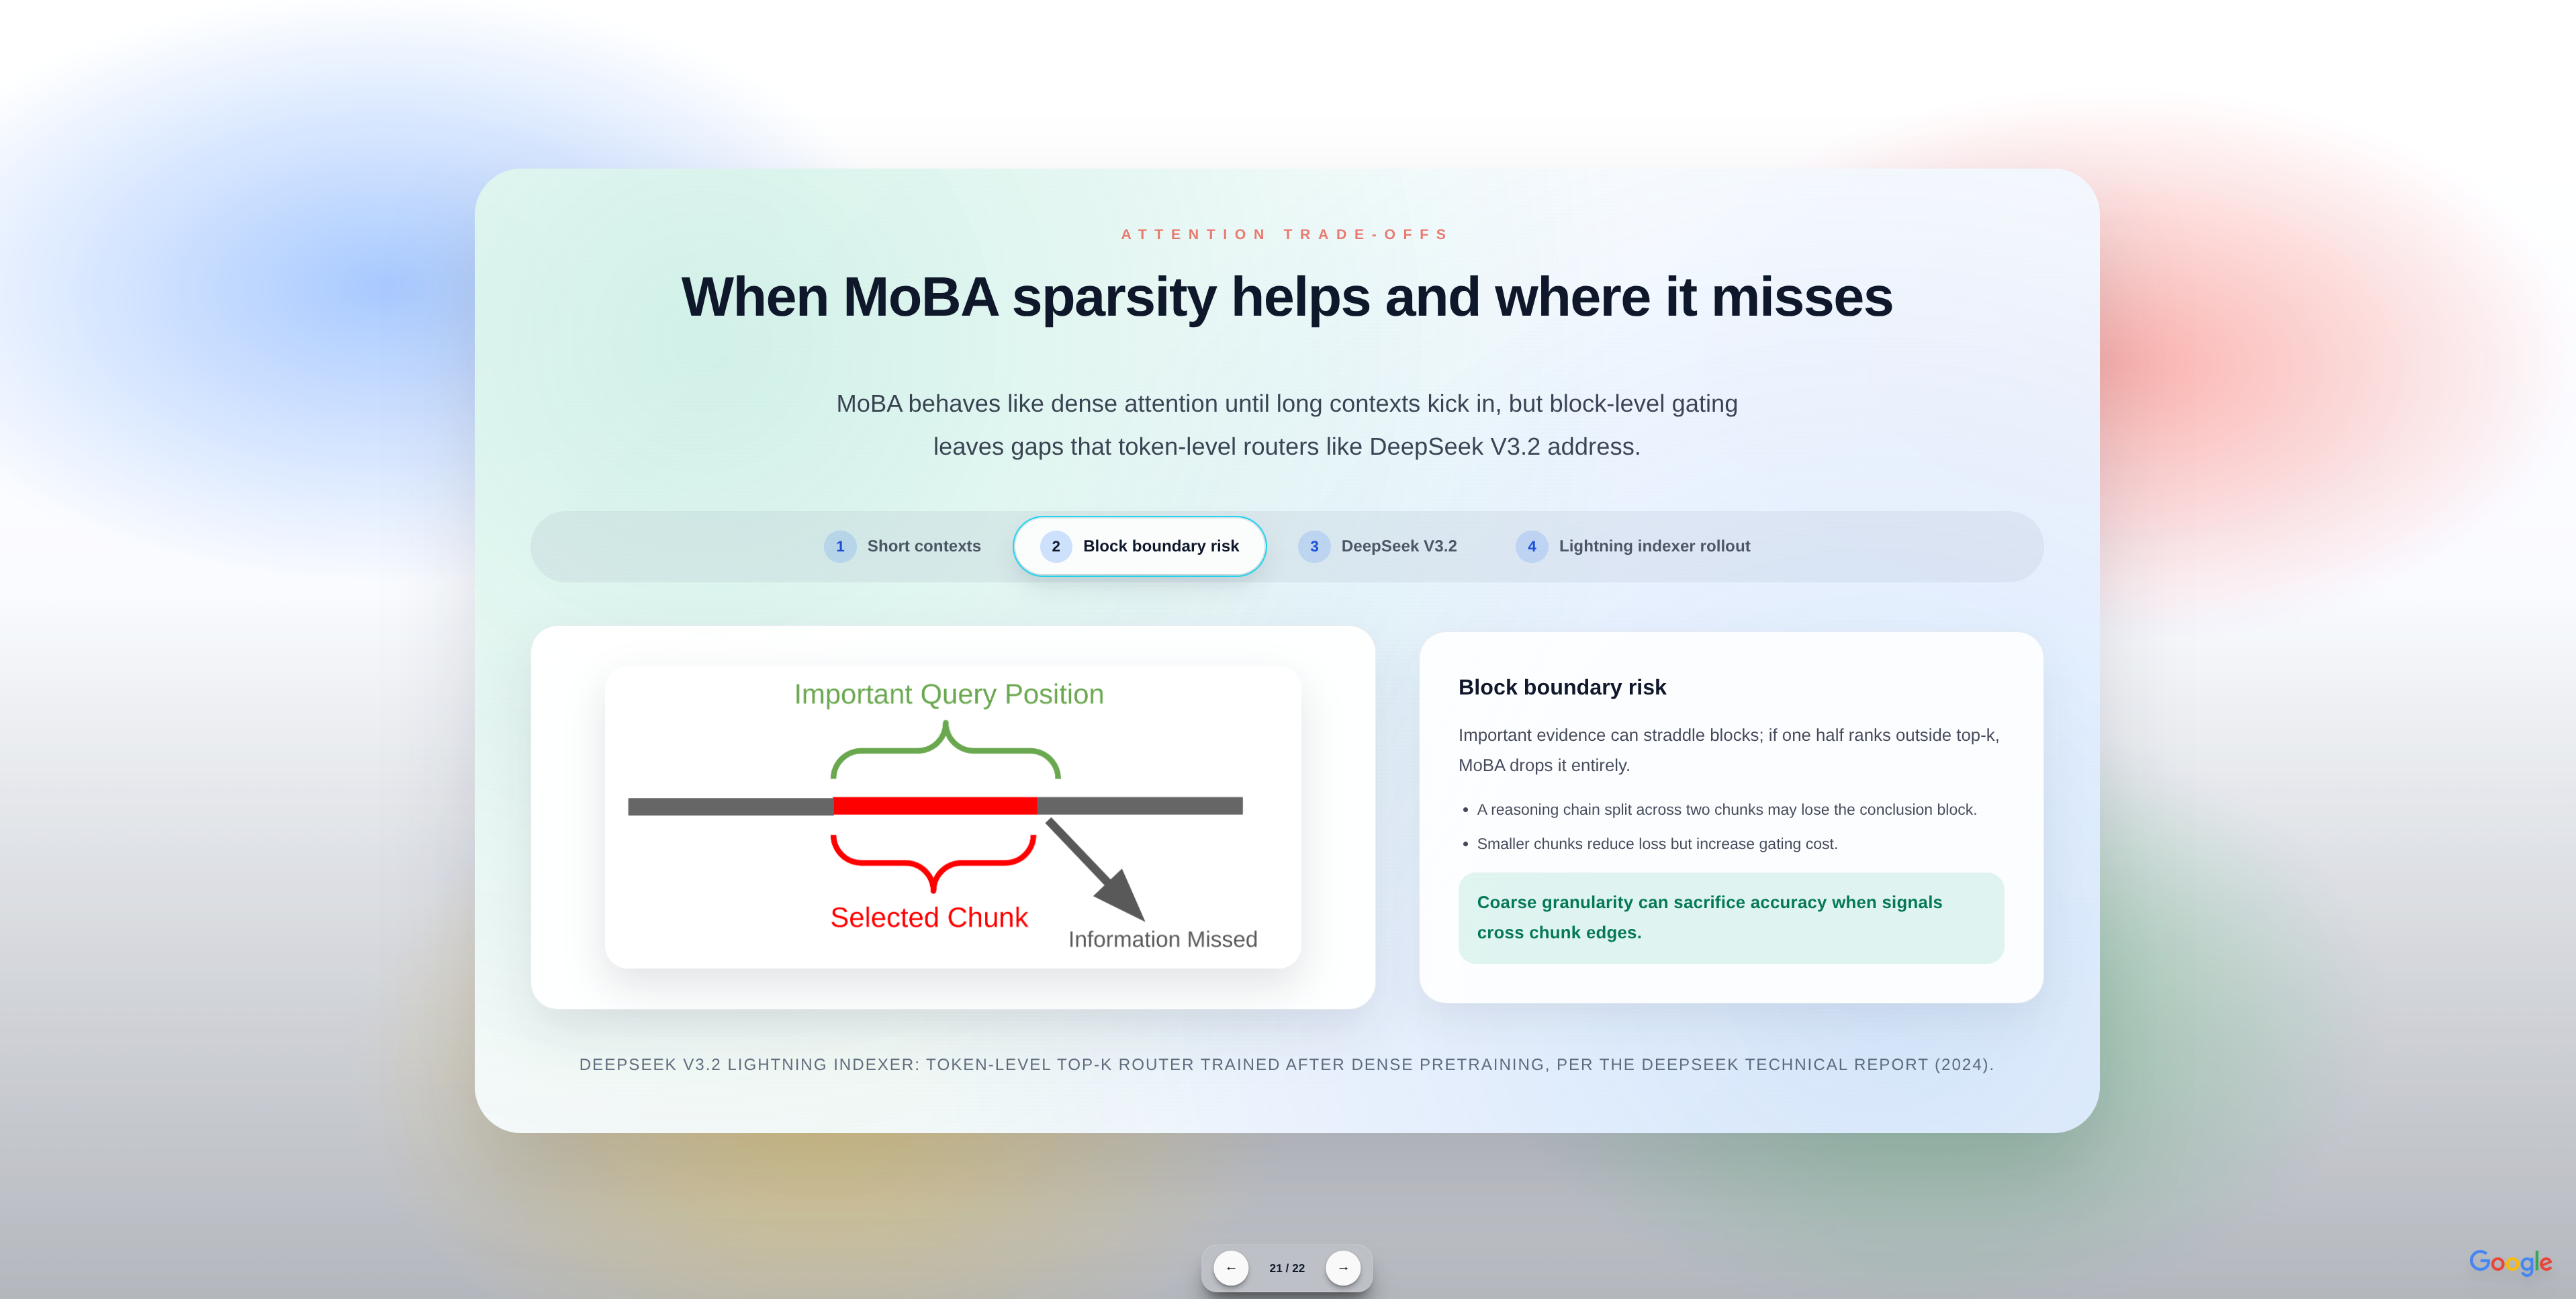 ATTENTION TRADE-OFFS
When MoBA sparsity helps and where it misses
MoBA behaves like dense attention until long contexts kick in, but block-level gating
leaves gaps that token-level routers like DeepSeek V3.2 address.
1 Short contexts
2 Block boundary risk
3 DeepSeek V3.2
4 Lightning indexer rollout
Important Query Position
Selected Chunk
Information Missed
Block boundary risk
Important evidence can straddle blocks; if one half ranks outside top-k,
MoBA drops it entirely.
• A reasoning chain split across two chunks may lose the conclusion block.
• Smaller chunks reduce loss but increase gating cost.
Coarse granularity can sacrifice accuracy when signals
cross chunk edges.
DEEPSEEK V3.2 LIGHTNING INDEXER: TOKEN-LEVEL TOP-K ROUTER TRAINED AFTER DENSE PRETRAINING, PER THE DEEPSEEK TECHNICAL REPORT (2024).
← 21 / 22 →
Google